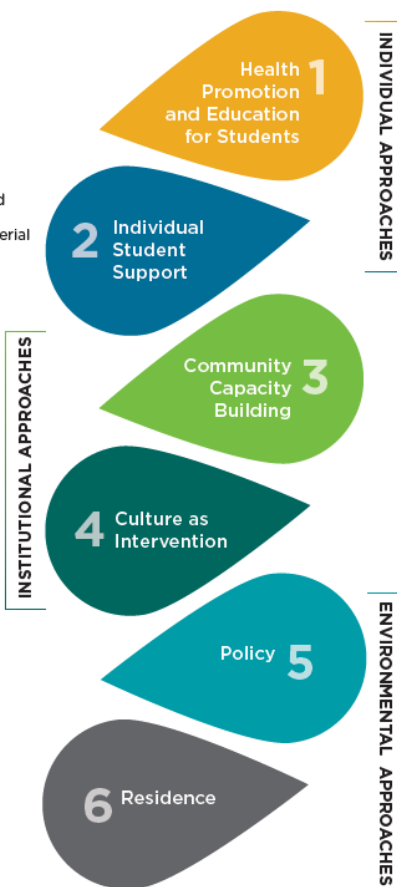 INDIVIDUAL APPROACHES
1
Health
Promotion
and Education
for Students
2
Individual
Student
Support
3
Community
Capacity
Building
INSTITUTIONAL APPROACHES
4
Culture as
Intervention
5
Policy
ENVIRONMENTAL APPROACHES
6
Residence